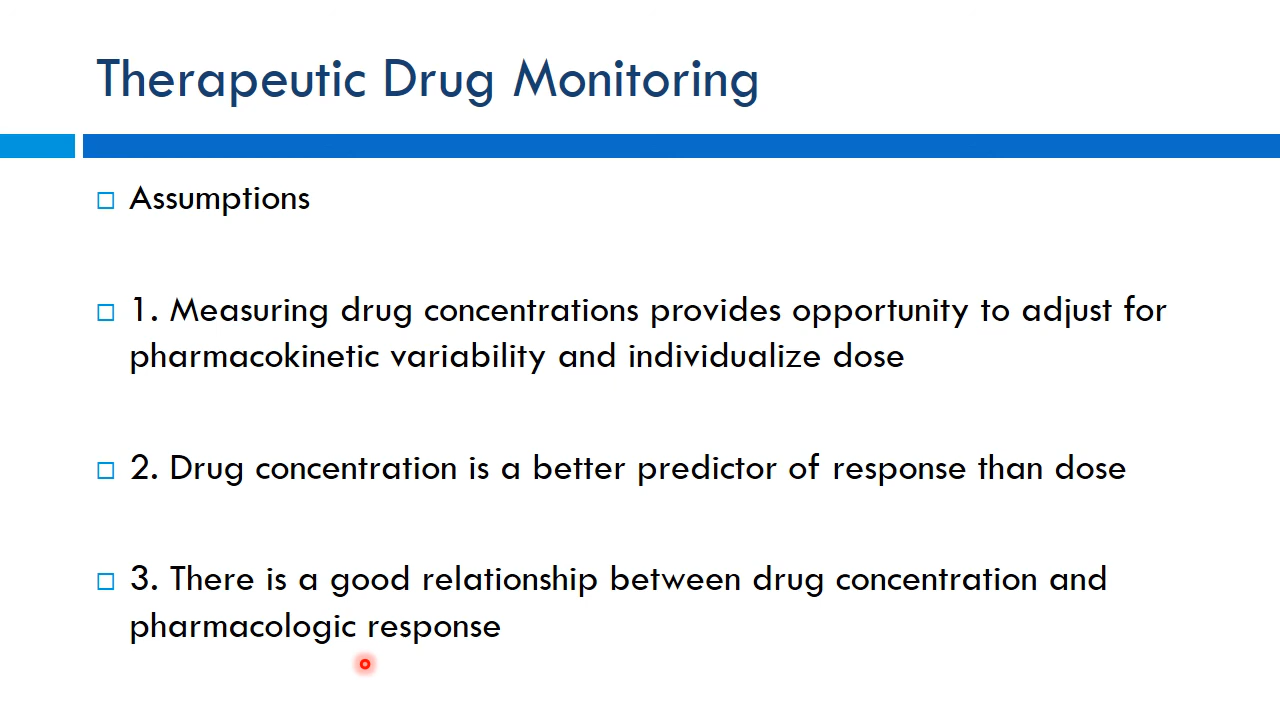 Therapeutic Drug Monitoring
Assumptions
1. Measuring drug concentrations provides opportunity to adjust for
pharmacokinetic variability and individualize dose
2. Drug concentration is a better predictor of response than dose
3. There is a good relationship between drug concentration and
pharmacologic response